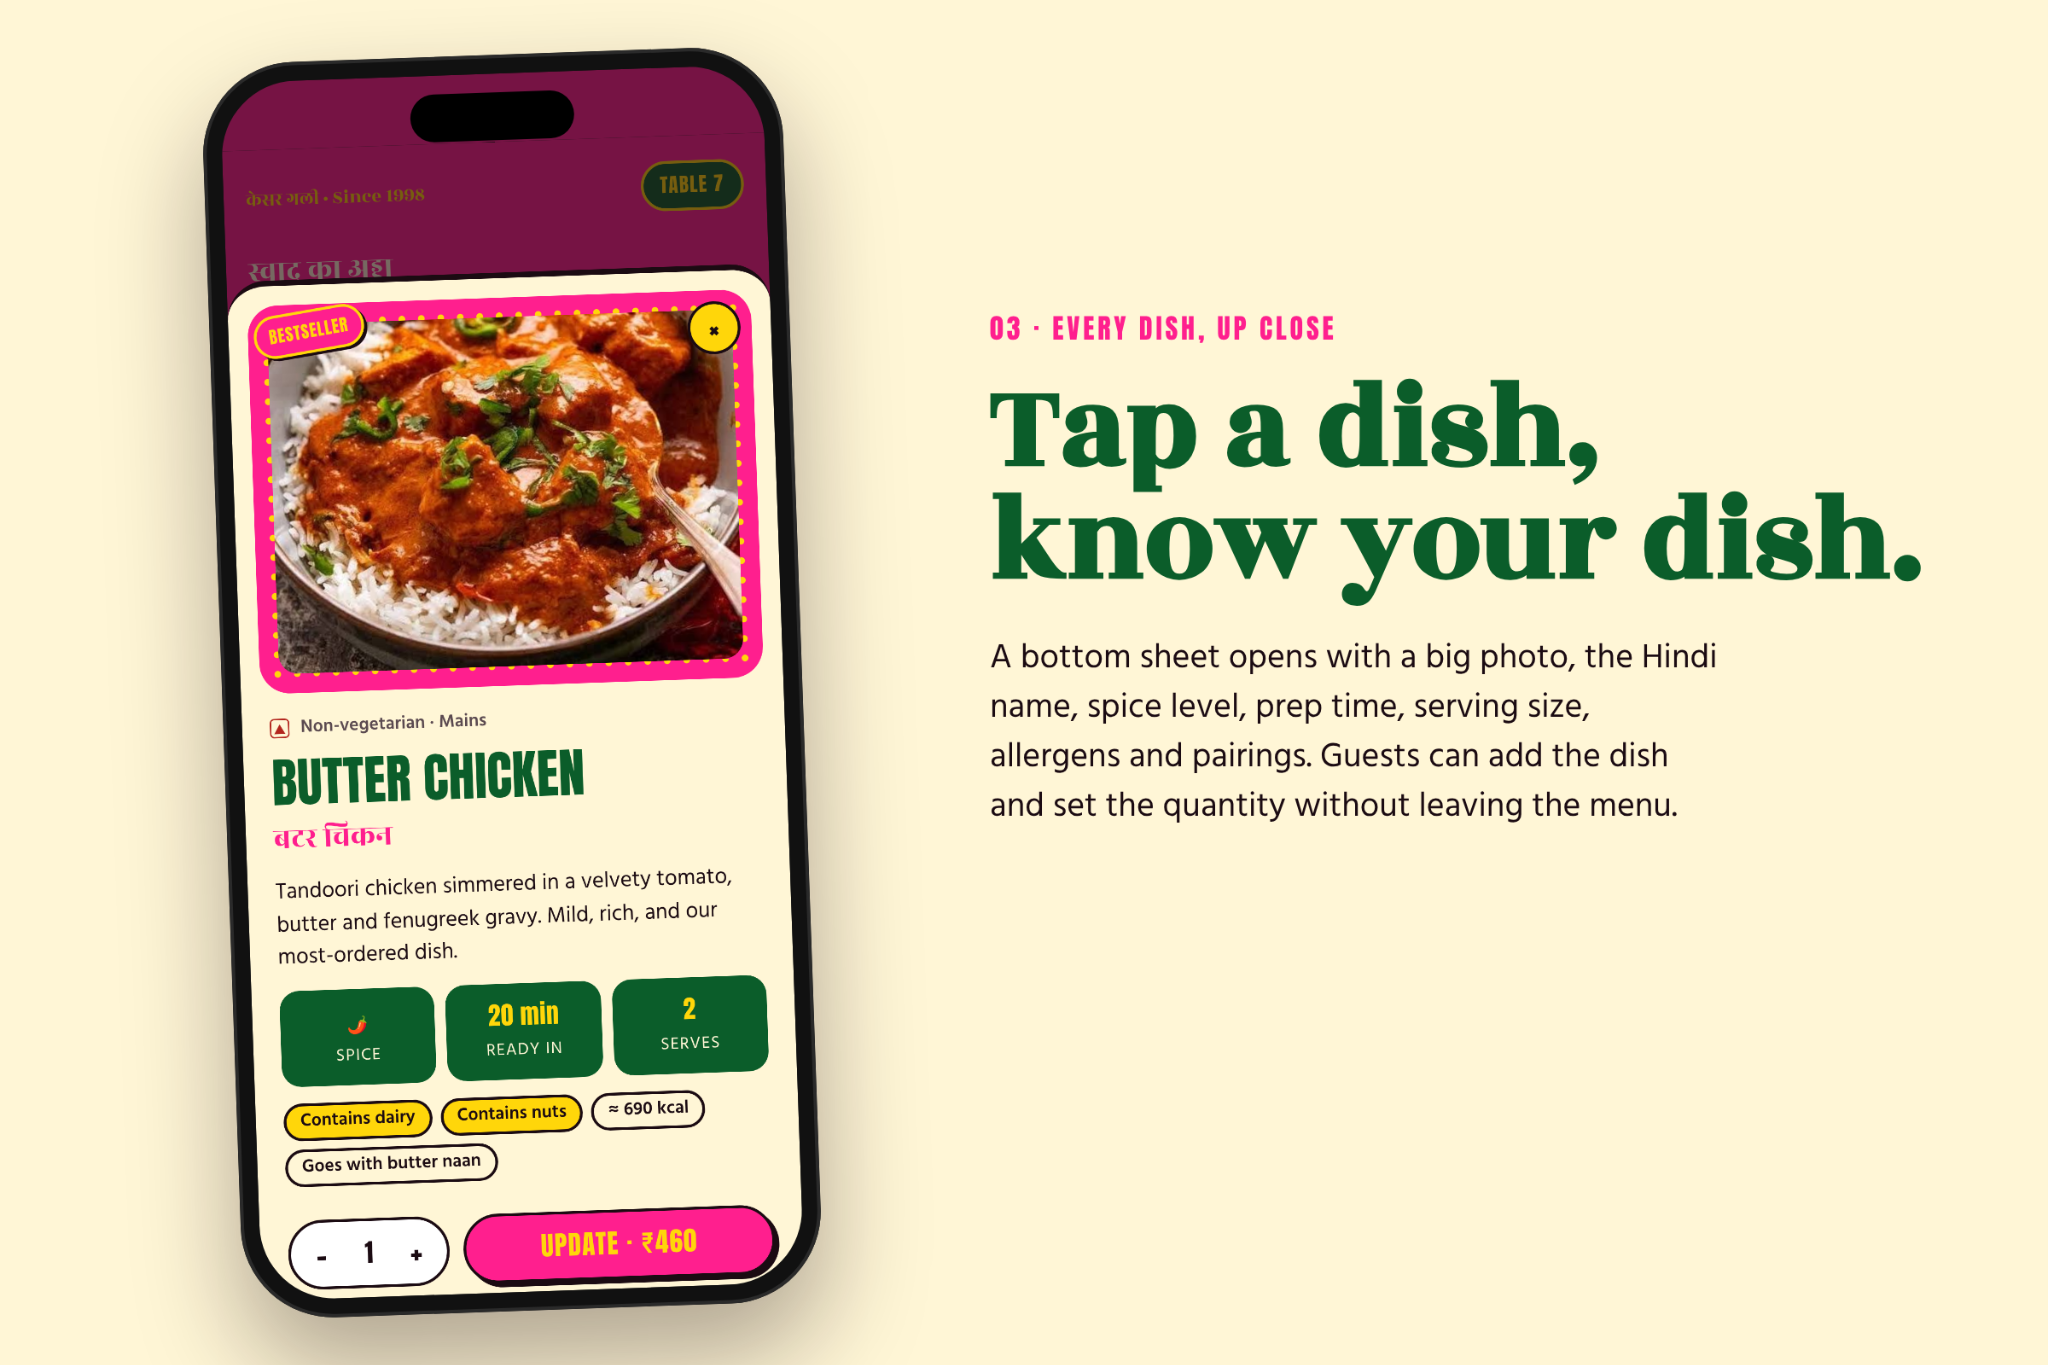 केसर गली • Since 1998
TABLE 7
स्वाद का अड्डा
BESTSELLER
Non-vegetarian · Mains
BUTTER CHICKEN
बटर चिकन
Tandoori chicken simmered in a velvety tomato,
butter and fenugreek gravy. Mild, rich, and our
most-ordered dish.
SPICE
20 min
READY IN
2
SERVES
Contains dairy
Contains nuts
≈ 690 kcal
Goes with butter naan
- 1 +
UPDATE · ₹460
03 · EVERY DISH, UP CLOSE
Tap a dish,
know your dish.
A bottom sheet opens with a big photo, the Hindi
name, spice level, prep time, serving size,
allergens and pairings. Guests can add the dish
and set the quantity without leaving the menu.